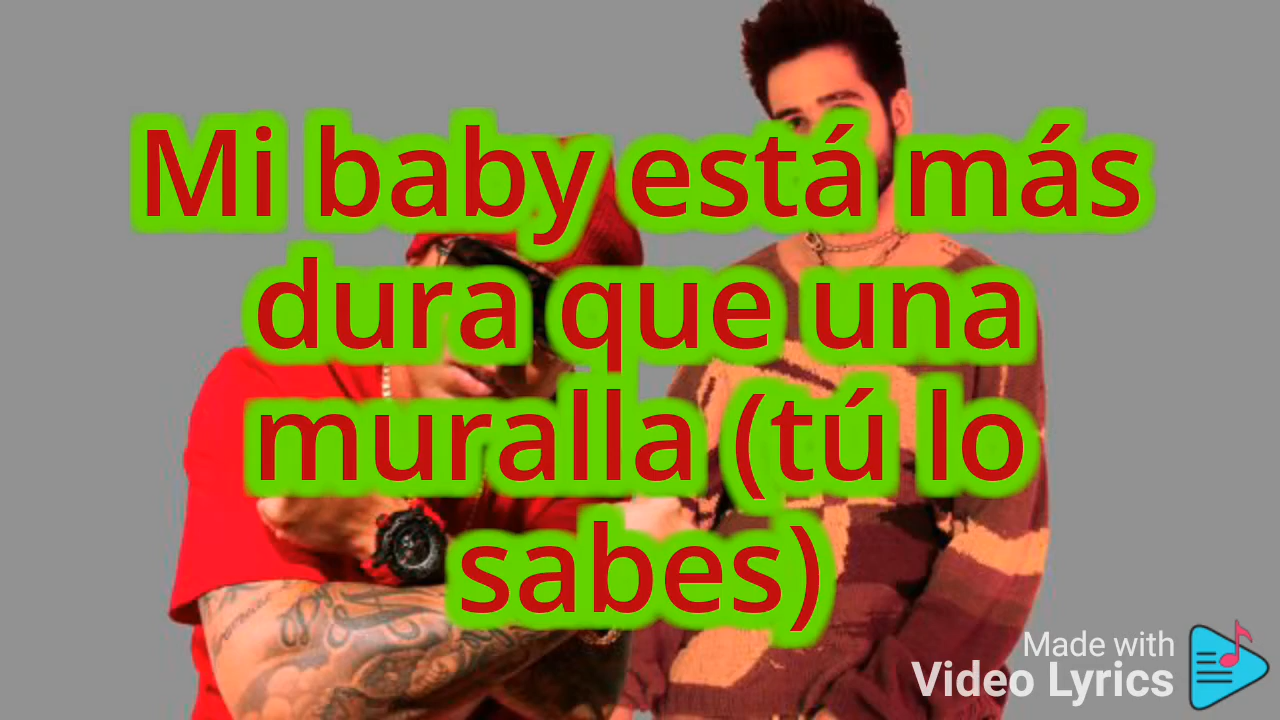 Mi baby está más
dura que una
muralla (tú lo
sabes)
Made with
Video Lyrics